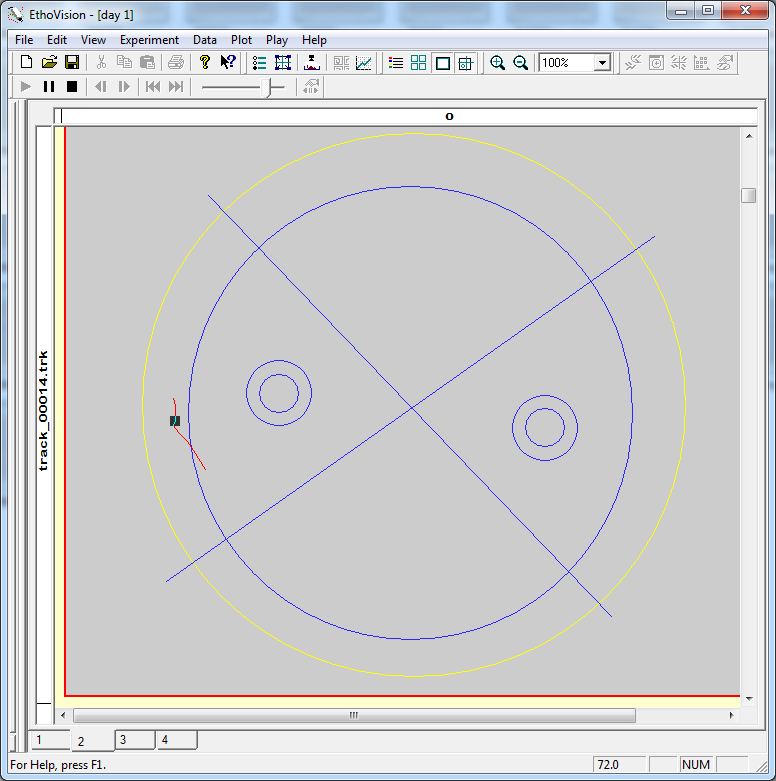 EthoVision - [day 1]
File Edit View Experiment Data Plot Play Help
100%
o
track_00014.trk
1 2 3 4
For Help, press F1. 72.0 NUM